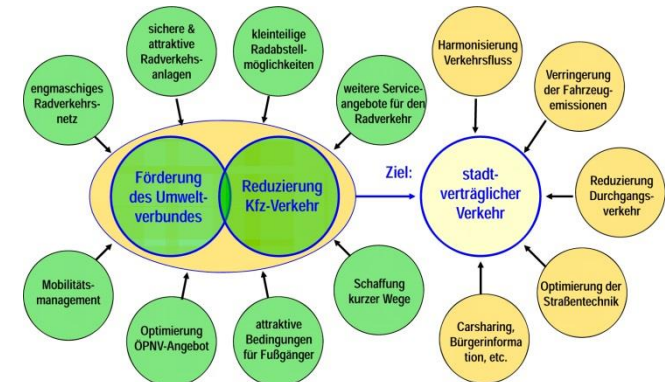 sichere &
attraktive
Radverkehs-
anlagen
kleinteilige
Radabstell-
möglichkeiten
Harmonisierung
Verkehrsfluss
engmaschiges
Radverkehrs-
netz
weitere Service-
angebote für den
Radverkehr
Verringerung
der Fahrzeug-
emissionen
Förderung
des Umwelt-
verbundes
Reduzierung
Kfz-Verkehr
Ziel:
stadt-
verträglicher
Verkehr
Reduzierung
Durchgangs-
verkehr
Mobilitäts-
management
Optimierung
ÖPNV-Angebot
attraktive
Bedingungen
für Fußgänger
Schaffung
kurzer Wege
Carsharing,
Bürgerinforma
tion, etc.
Optimierung der
Straßentechnik